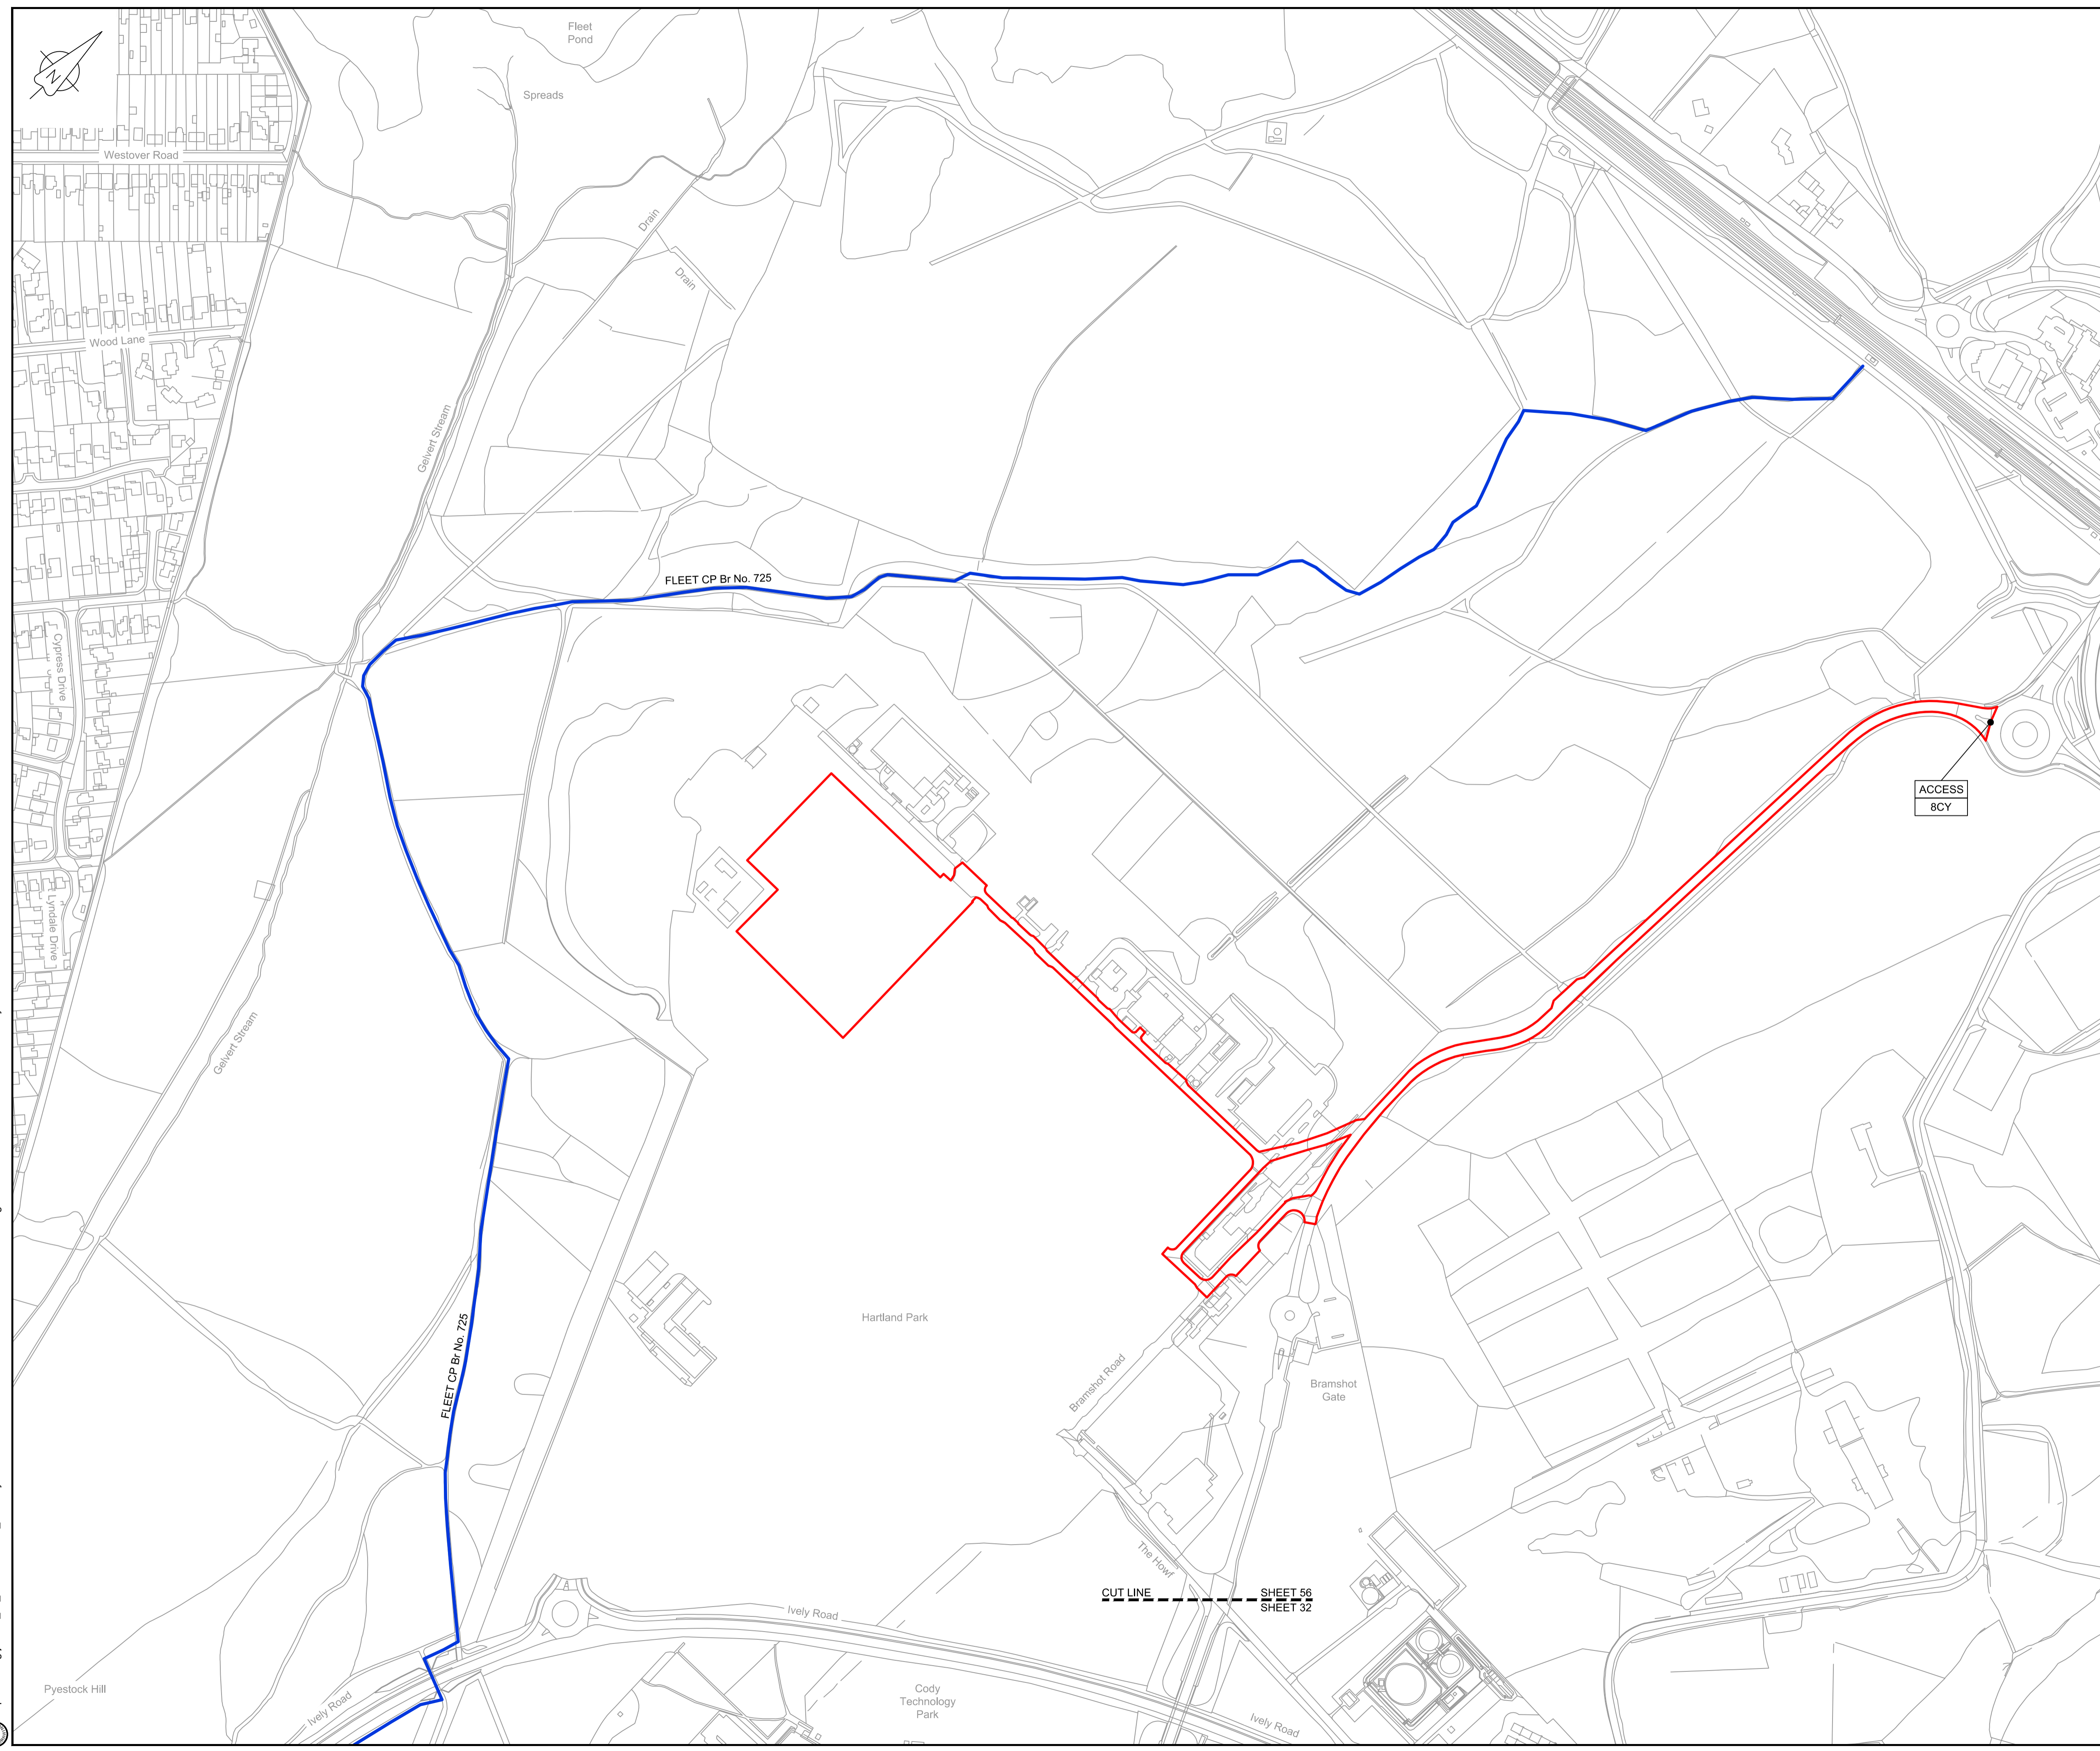 Fleet
Pond
N
Spreads
Westover Road
Drain
Drain
Wood Lane
Gelvert Stream
FLEET CP Br No. 725
Cypress Drive
ACCESS
8CY
Lyndale Drive
Gelvert Stream
Hartland Park
FLEET CP Br No. 725
Bramshot Road
Bramshot
Gate
The Howf
CUT LINE
SHEET 56
SHEET 32
Ively Road
Pyestock Hill
Ively Road
Cody
Technology
Park
Ively Road